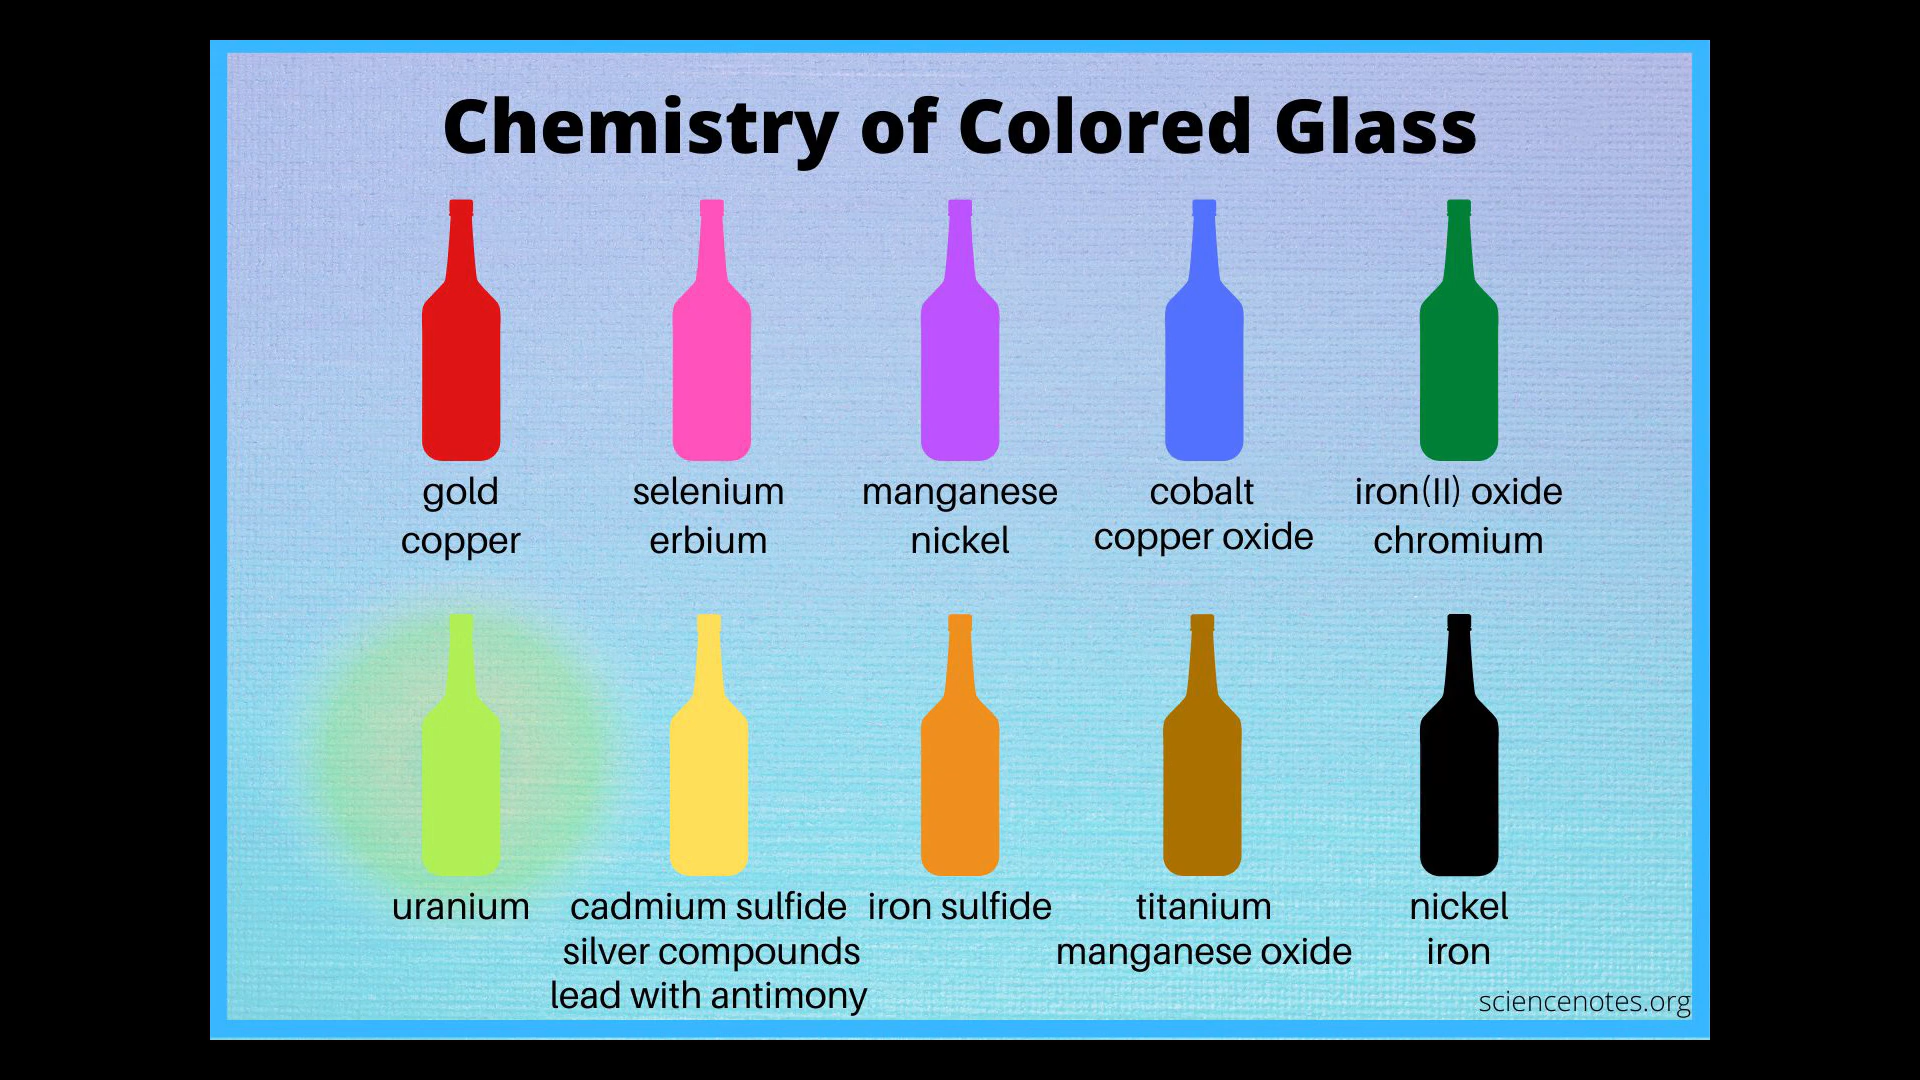 Chemistry of Colored Glass
gold
copper
selenium
erbium
manganese
nickel
cobalt
copper oxide
iron(II) oxide
chromium
uranium
cadmium sulfide
silver compounds
lead with antimony
iron sulfide
titanium
manganese oxide
nickel
iron
sciencenotes.org